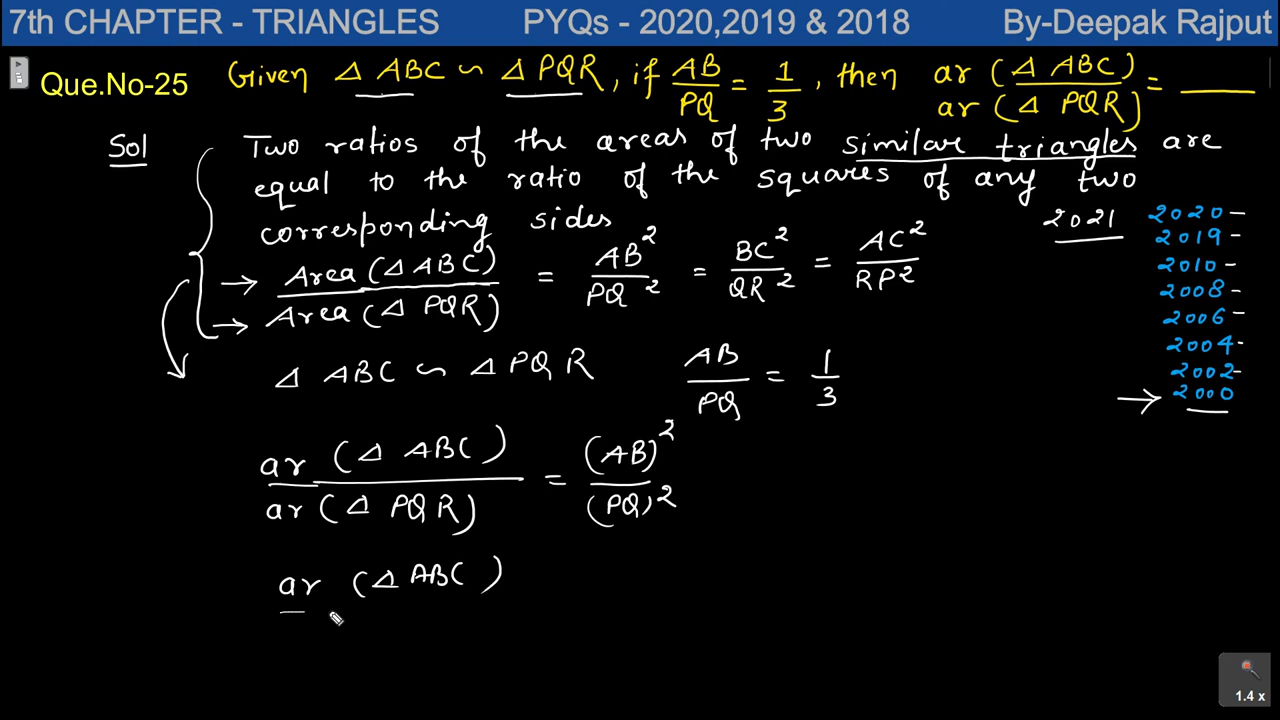 7th CHAPTER - TRIANGLES PYQs - 2020,2019 & 2018 By-Deepak Rajput
Que.No-25 Given △ ABC ∽ △ PQR, if AB/PQ = 1/3, then ar (△ ABC)/ar (△ PQR) = ____
Sol Two ratios of the areas of two similar triangles are
equal to the ratio of the squares of any two
corresponding sides
→ Area (△ ABC)/→ Area (△ PQR) = AB²/PQ² = BC²/QR² = AC²/RP²
△ ABC ∽ △ PQR AB/PQ = 1/3
ar (△ ABC)/ar (△ PQR) = (AB)²/(PQ)²
ar (△ ABC)
2021
2020 -
2019 -
2010 -
2008 -
2006 -
2004 -
2002 -
→ 2000
1.4 x